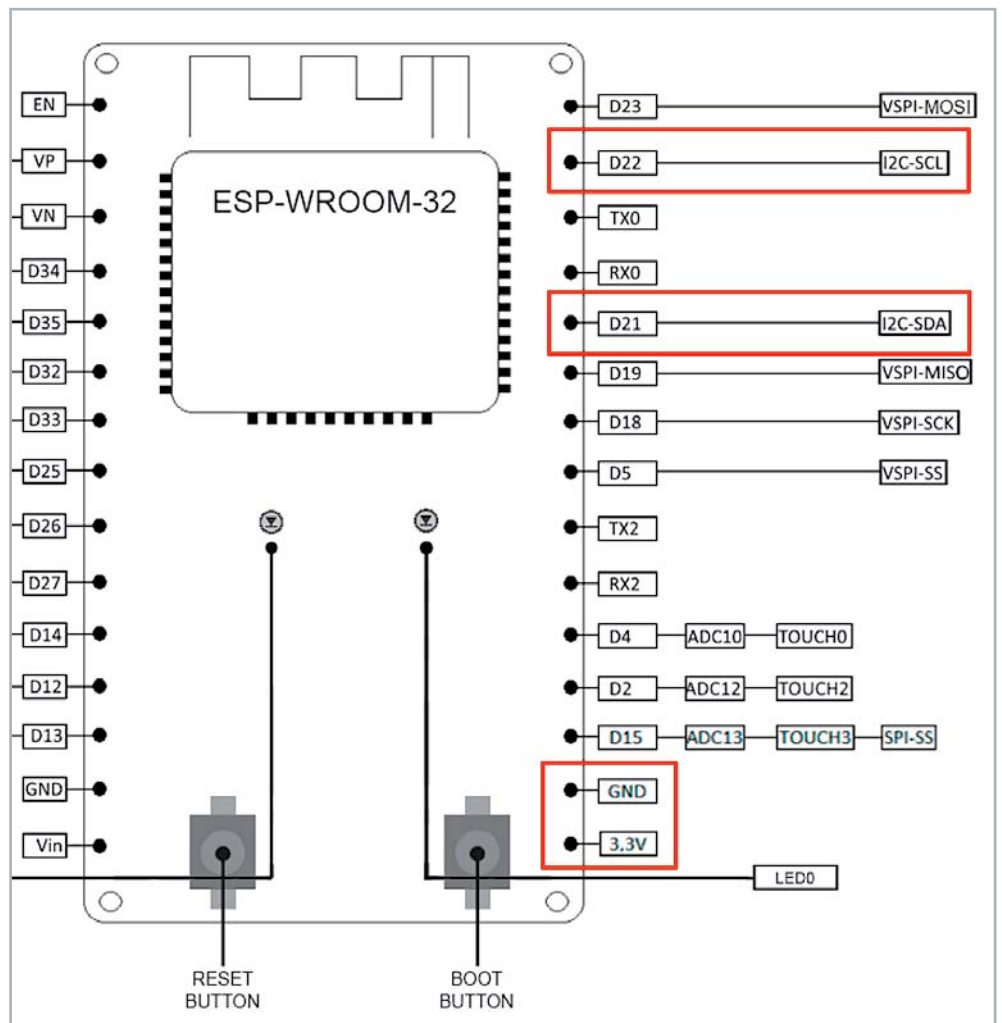 EN
VP
VN
D34
D35
D32
D33
D25
D26
D27
D14
D12
D13
GND
Vin
ESP-WROOM-32
D23 VSPI-MOSI
D22 I2C-SCL
TX0
RX0
D21 I2C-SDA
D19 VSPI-MISO
D18 VSPI-SCK
D5 VSPI-SS
TX2
RX2
D4 ADC10 TOUCH0
D2 ADC12 TOUCH2
D15 ADC13 TOUCH3 SPI-SS
GND
3,3V
LED0
RESET
BUTTON
BOOT
BUTTON